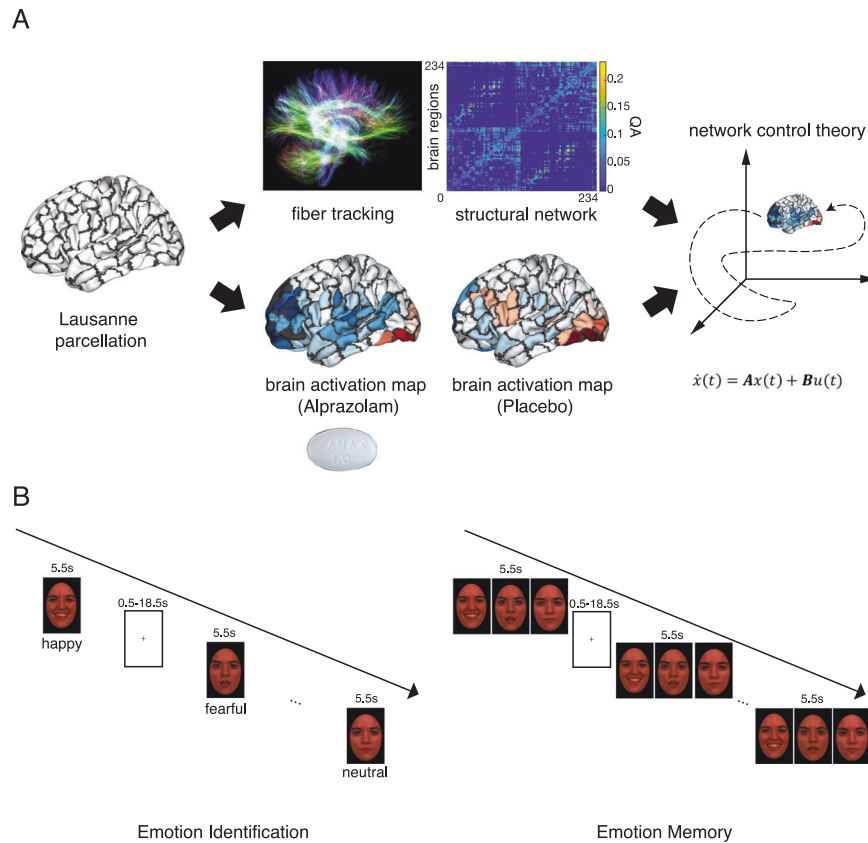 A
234
brain regions
0
234
0.2
0.15
0.1
0.05
0
QA
fiber tracking
structural network
network control theory
Lausanne
parcellation
brain activation map
(Alprazolam)
brain activation map
(Placebo)
XANAX
1.0
ẋ(t) = Ax(t) + Bu(t)
B
5.5s
happy
0.5-18.5s
+
5.5s
fearful
...
neutral
5.5s
Emotion Identification
5.5s
0.5-18.5s
+
5.5s
...
5.5s
Emotion Memory